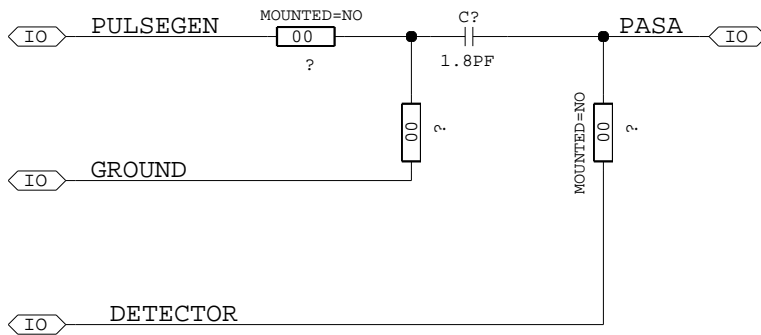 MOUNTED=NO
C?
IO PULSEGEN 00 PASA IO
? 1.8PF
00 ? MOUNTED=NO 00 ?
IO GROUND
IO DETECTOR